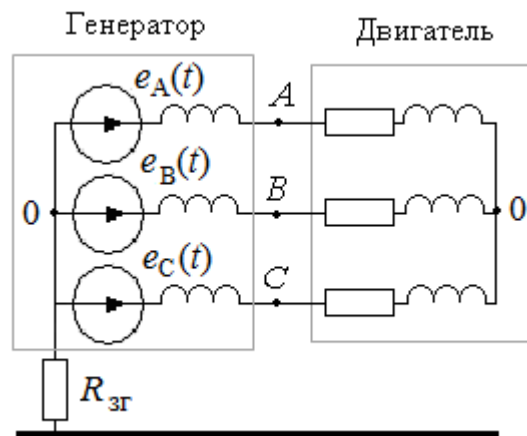 Генератор
Двигатель
e_A(t)
A
e_B(t)
0
B
0
e_C(t)
C
R_зг